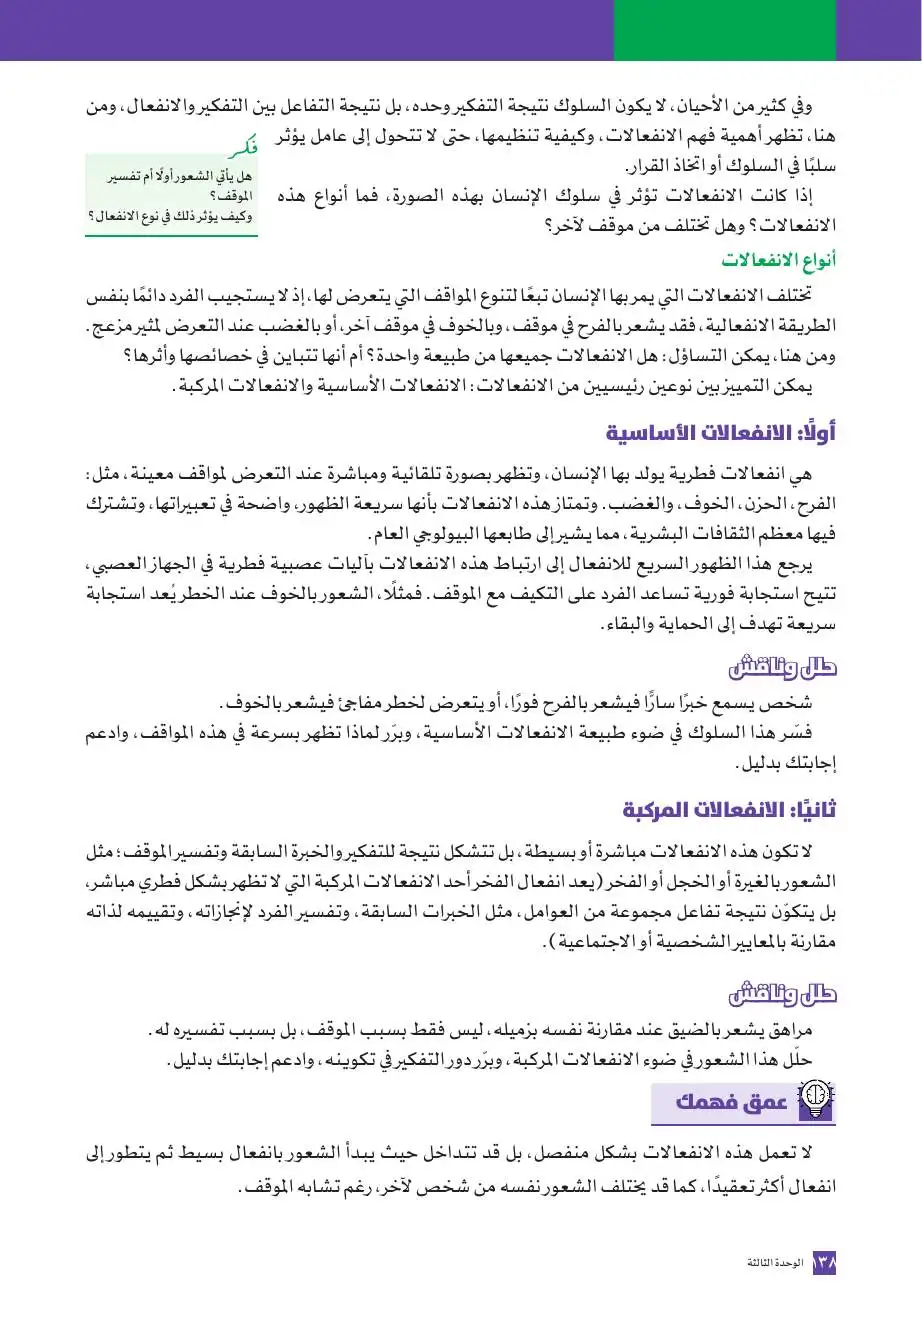 وفي كثير من الأحيان، لا يكون السلوك نتيجة التفكير وحده، بل نتيجة التفاعل بين التفكير والانفعال، ومن
هنا، تظهر أهمية فهم الانفعالات، وكيفية تنظيمها، حتى لا تتحول إلى عامل يؤثر
سلبًا في السلوك أو اتخاذ القرار.
إذا كانت الانفعالات تؤثر في سلوك الإنسان بهذه الصورة، فما أنواع هذه
الانفعالات؟ وهل تختلف من موقف لآخر؟
فكر
هل يأتي الشعور أولًا أم تفسير
الموقف؟
وكيف يؤثر ذلك في نوع الانفعال؟
أنواع الانفعالات
تختلف الانفعالات التي يمر بها الإنسان تبعًا لتنوع المواقف التي يتعرض لها، إذ لا يستجيب الفرد دائمًا بنفس
الطريقة الانفعالية، فقد يشعر بالفرح في موقف، وبالخوف في موقف آخر، أو بالغضب عند التعرض لمثير مزعج.
ومن هنا، يمكن التساؤل: هل الانفعالات جميعها من طبيعة واحدة؟ أم أنها تتباين في خصائصها وأثرها؟
يمكن التمييز بين نوعين رئيسيين من الانفعالات: الانفعالات الأساسية والانفعالات المركبة.
أولًا: الانفعالات الأساسية
هي انفعالات فطرية يولد بها الإنسان، وتظهر بصورة تلقائية ومباشرة عند التعرض لمواقف معينة، مثل:
الفرح، الحزن، الخوف، والغضب. وتمتاز هذه الانفعالات بأنها سريعة الظهور، واضحة في تعبيراتها، وتشترك
فيها معظم الثقافات البشرية، مما يشير إلى طابعها البيولوجي العام.
يرجع هذا الظهور السريع للانفعال إلى ارتباط هذه الانفعالات بآليات عصبية فطرية في الجهاز العصبي،
تتيح استجابة فورية تساعد الفرد على التكيف مع الموقف. فمثلًا، الشعور بالخوف عند الخطر يُعد استجابة
سريعة تهدف إلى الحماية والبقاء.
حلل وناقش
شخص يسمع خبرًا سارًّا فيشعر بالفرح فورًا، أو يتعرض لخطر مفاجئ فيشعر بالخوف.
فسّر هذا السلوك في ضوء طبيعة الانفعالات الأساسية، وبرّر لماذا تظهر بسرعة في هذه المواقف، وادعم
إجابتك بدليل.
ثانيًا: الانفعالات المركبة
لا تكون هذه الانفعالات مباشرة أو بسيطة، بل تتشكل نتيجة للتفكير والخبرة السابقة وتفسير الموقف؛ مثل
الشعور بالغيرة أو الخجل أو الفخر (يعد انفعال الفخر أحد الانفعالات المركبة التي لا تظهر بشكل فطري مباشر،
بل يتكوّن نتيجة تفاعل مجموعة من العوامل، مثل الخبرات السابقة، وتفسير الفرد لإنجازاته، وتقييمه لذاته
مقارنة بالمعايير الشخصية أو الاجتماعية).
حلل وناقش
مراهق يشعر بالضيق عند مقارنة نفسه بزميله، ليس فقط بسبب الموقف، بل بسبب تفسيره له.
حلّل هذا الشعور في ضوء الانفعالات المركبة، وبرّر دور التفكير في تكوينه، وادعم إجابتك بدليل.
عمق فهمك
لا تعمل هذه الانفعالات بشكل منفصل، بل قد تتداخل حيث يبدأ الشعور بانفعال بسيط ثم يتطور إلى
انفعال أكثر تعقيدًا، كما قد يختلف الشعور نفسه من شخص لآخر، رغم تشابه الموقف.
١٣٨ الوحدة الثالثة